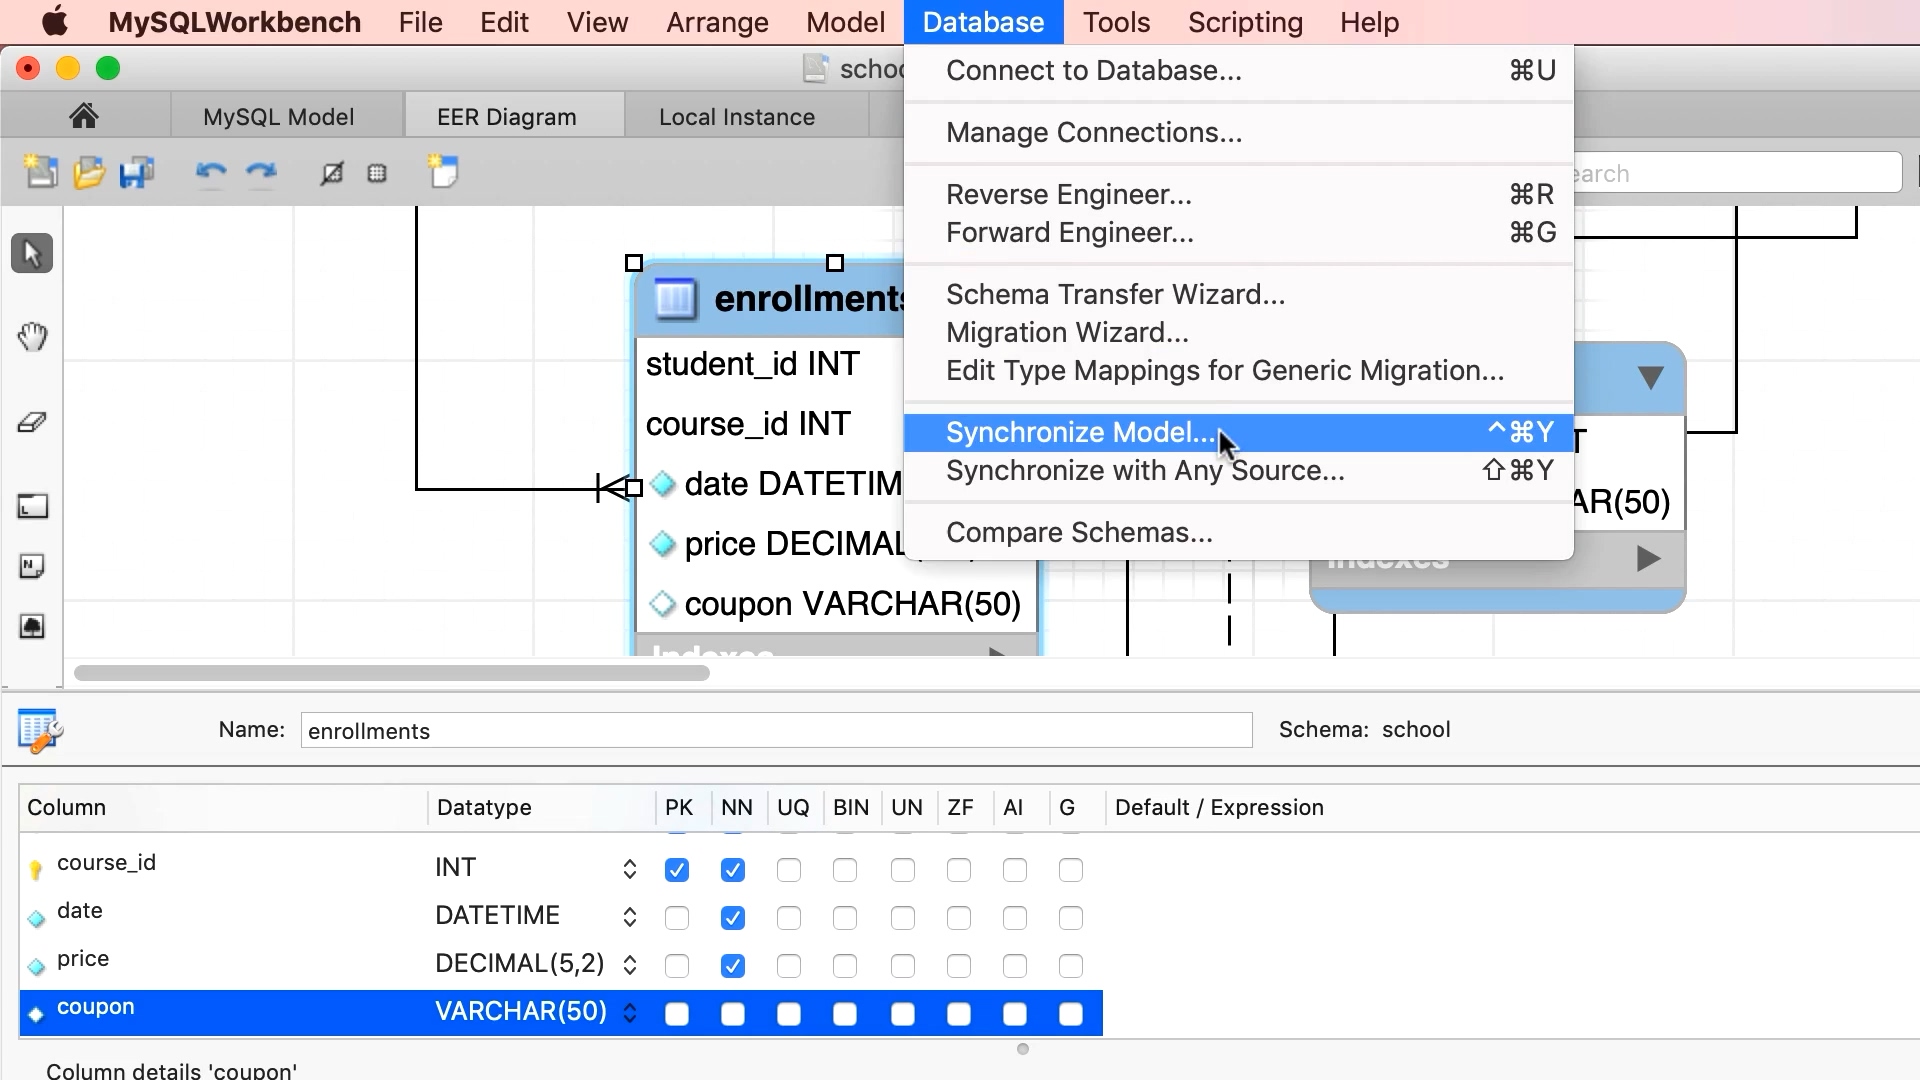 MySQLWorkbench File Edit View Arrange Model Database Tools Scripting Help
schoo
MySQL Model EER Diagram Local Instance
earch
Connect to Database... ⌘U
Manage Connections...
Reverse Engineer... ⌘R
Forward Engineer... ⌘G
Schema Transfer Wizard...
Migration Wizard...
Edit Type Mappings for Generic Migration...
Synchronize Model... ^⌘Y
Synchronize with Any Source... ⇧⌘Y
Compare Schemas...
enrollments
student_id INT
course_id INT
date DATETIM
price DECIMAL
coupon VARCHAR(50)
Indexes
T
AR(50)
Indexes
Name: enrollments Schema: school
Column Datatype PK NN UQ BIN UN ZF AI G Default / Expression
course_id INT
date DATETIME
price DECIMAL(5,2)
coupon VARCHAR(50)
Column details 'coupon'